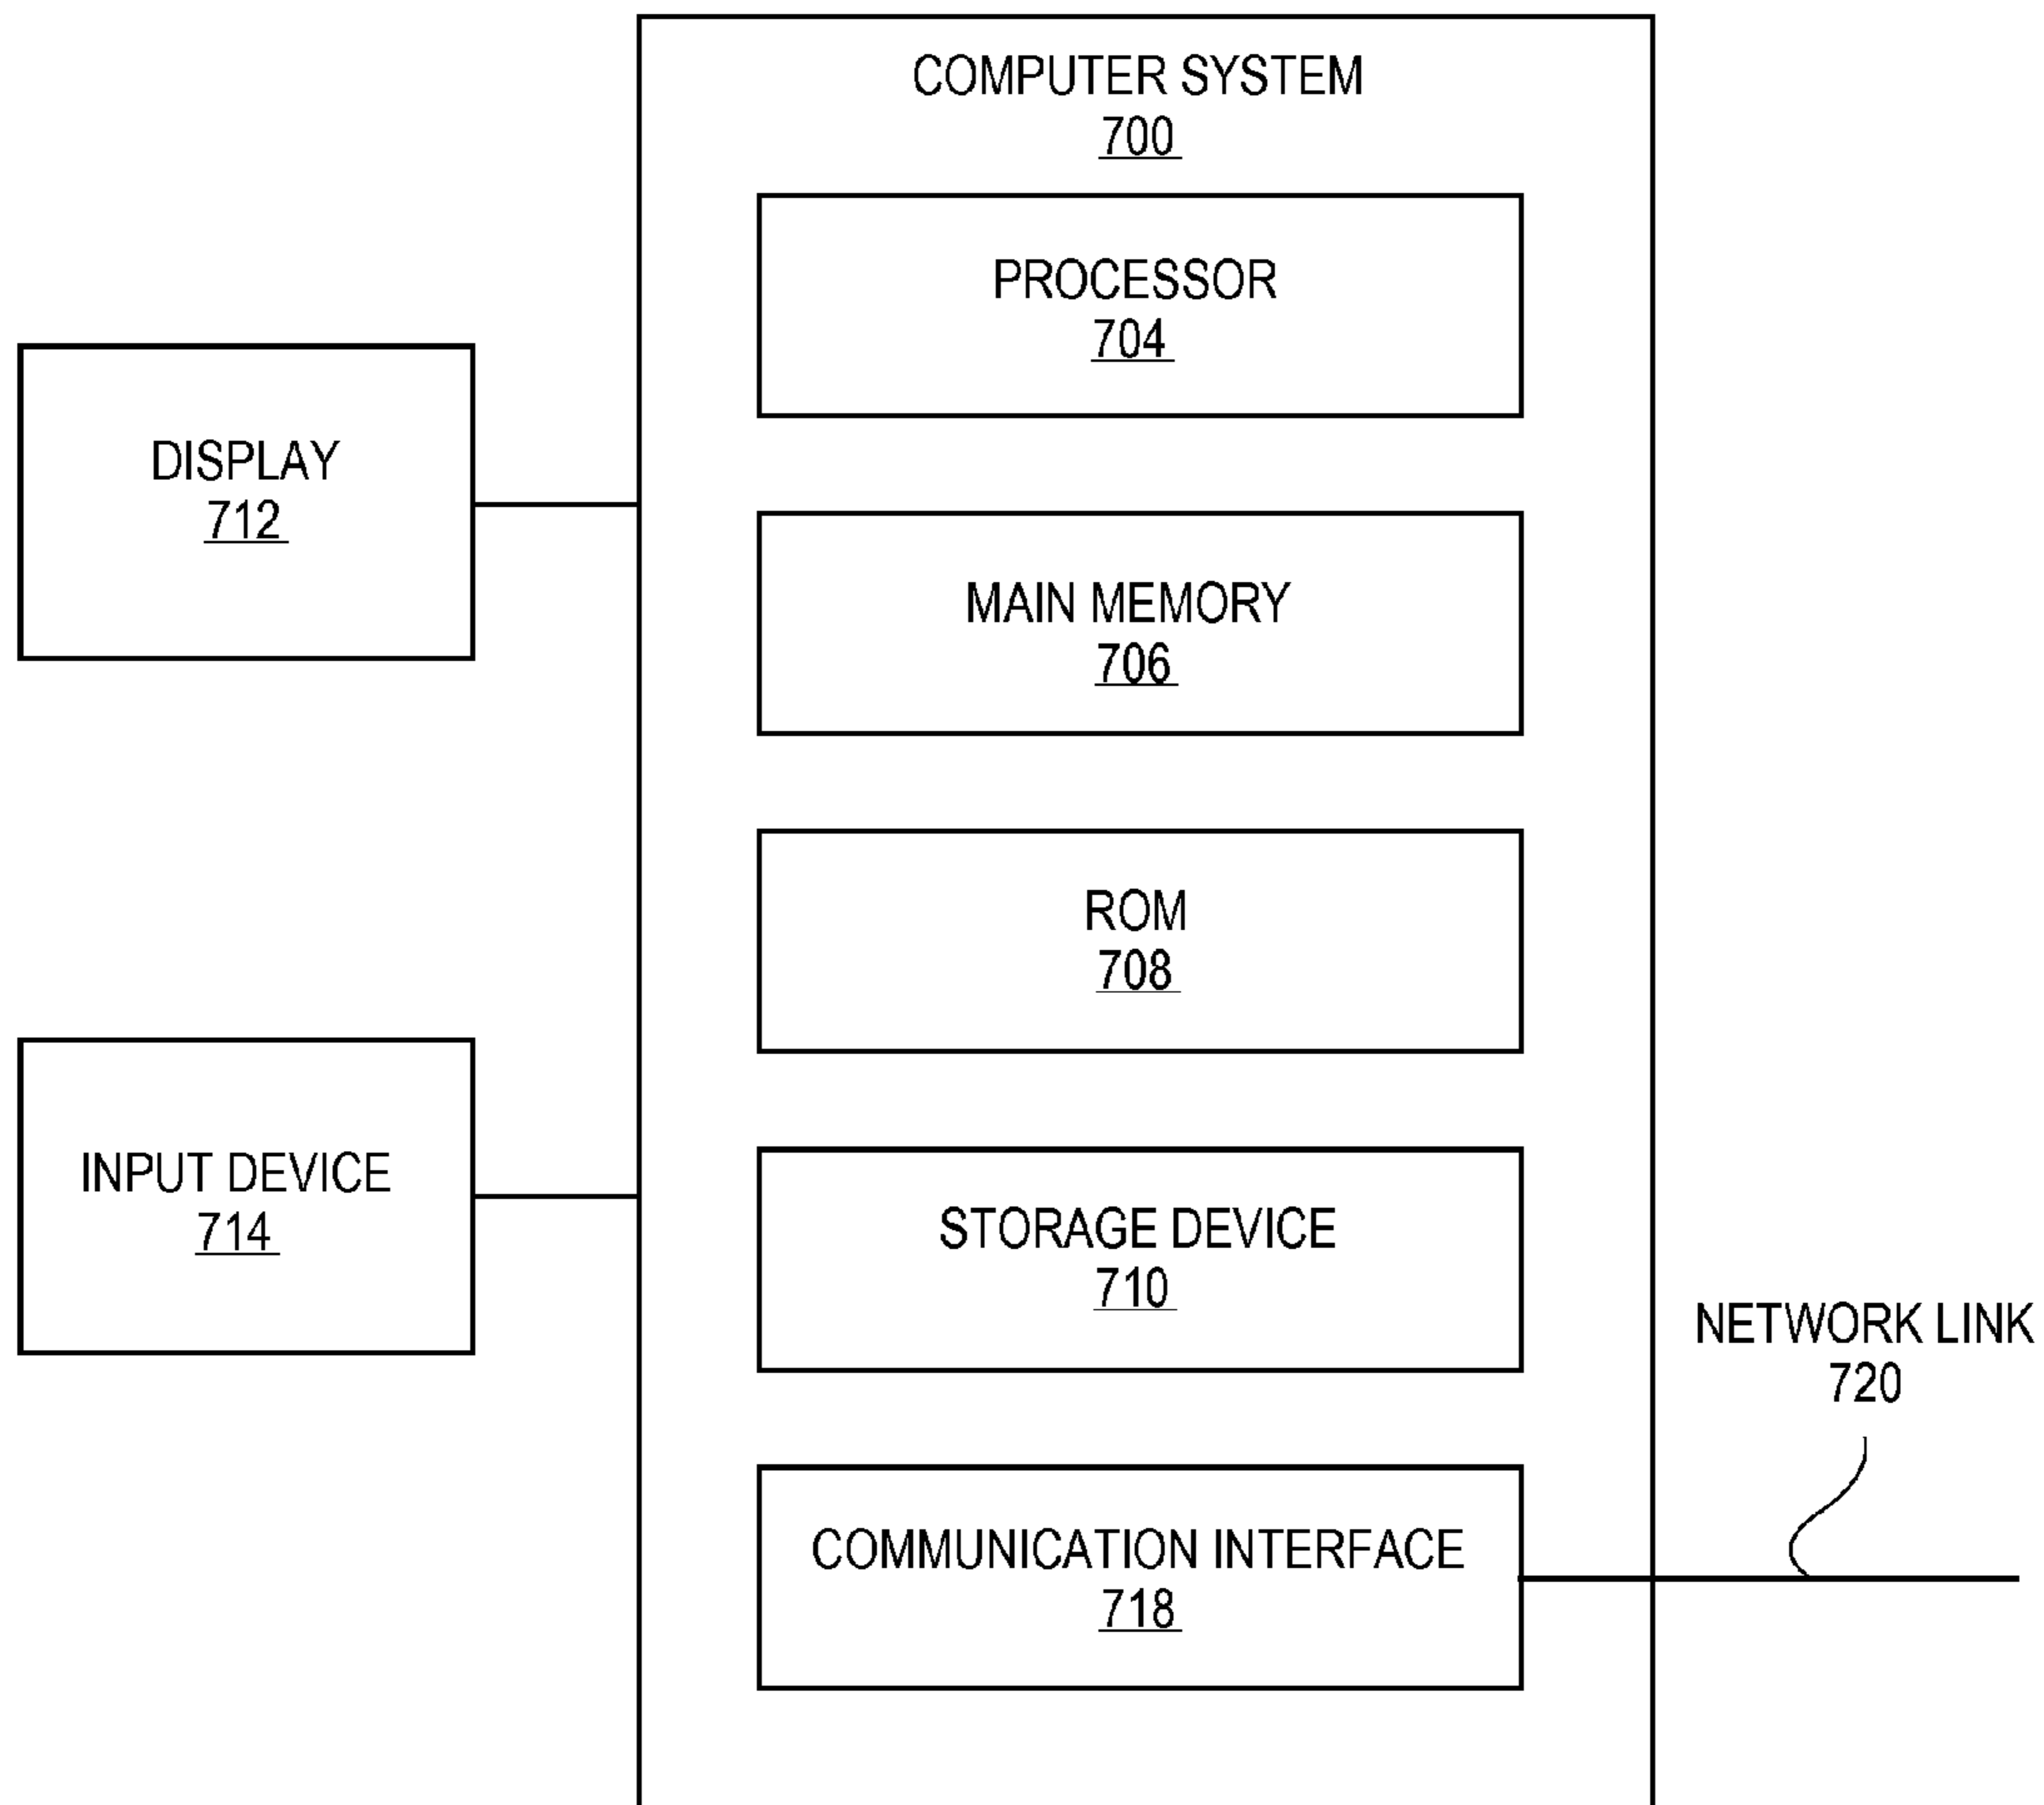 COMPUTER SYSTEM
700
PROCESSOR
704
DISPLAY
712
MAIN MEMORY
706
ROM
708
INPUT DEVICE
714
STORAGE DEVICE
710
NETWORK LINK
720
COMMUNICATION INTERFACE
718